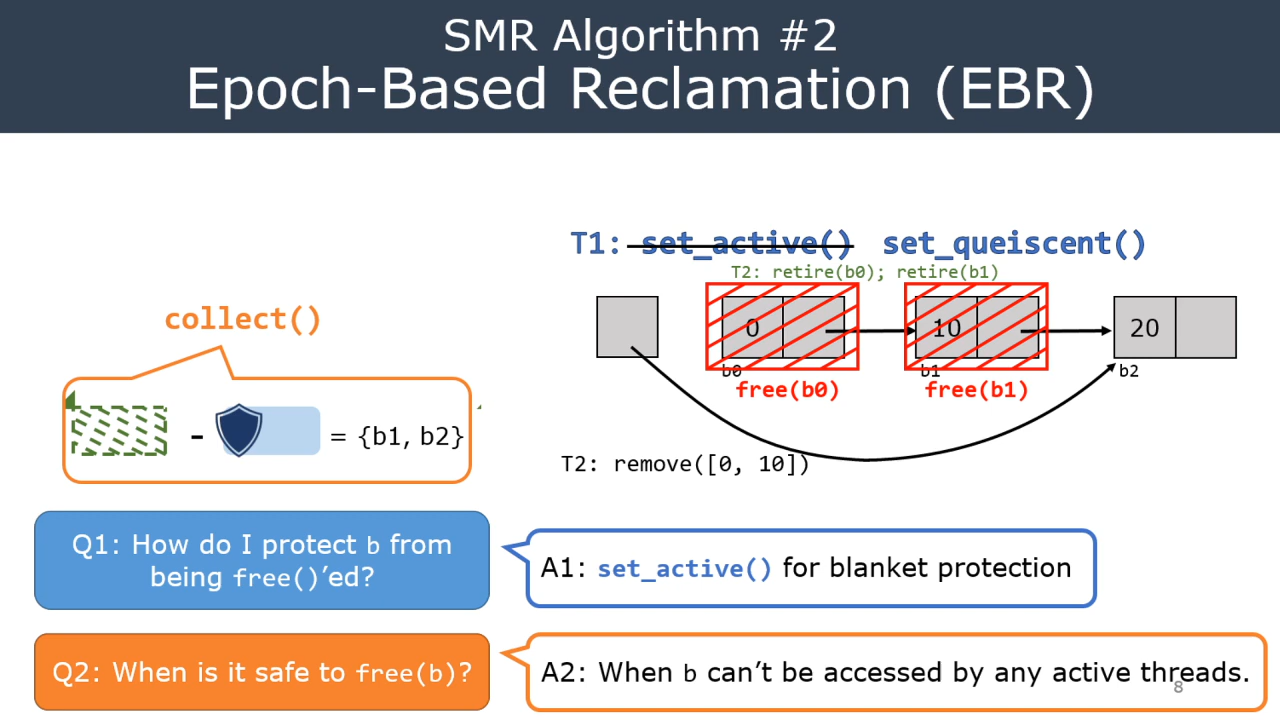 SMR Algorithm #2
Epoch-Based Reclamation (EBR)
T1: set_active() set_queiscent()
T2: retire(b0); retire(b1)
0
10
20
b0
b1
b2
free(b0)
free(b1)
T2: remove([0, 10])
collect()
- = {b1, b2}
Q1: How do I protect b from
being free()’ed?
A1: set_active() for blanket protection
Q2: When is it safe to free(b)?
A2: When b can’t be accessed by any active threads.
8